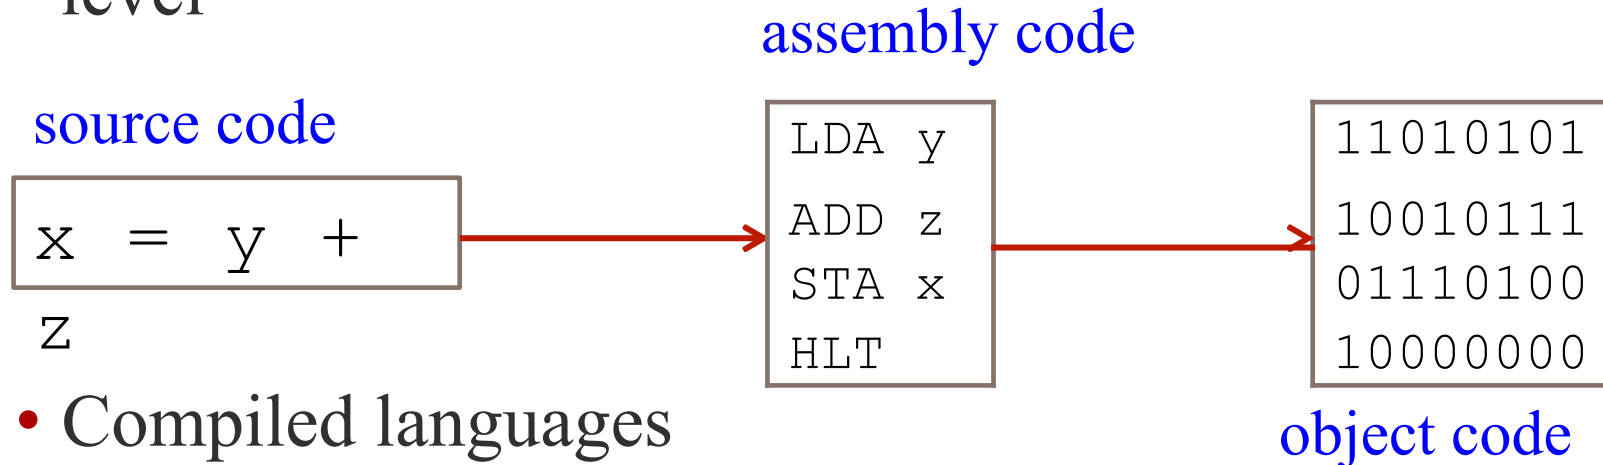 level
assembly code
source code
x = y +
z
LDA y
ADD z
STA x
HLT
11010101
10010111
01110100
10000000
object code
• Compiled languages